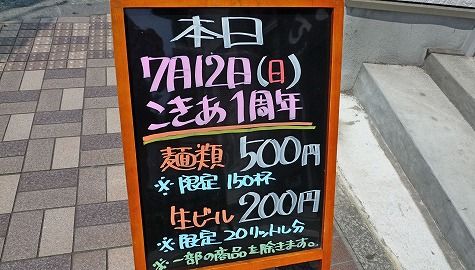 本日
7月12日(日)
こきあ1周年
麺類 500円
※限定150杯
生ビール 200円
※限定20リットル分
※一部の商品を除きます。